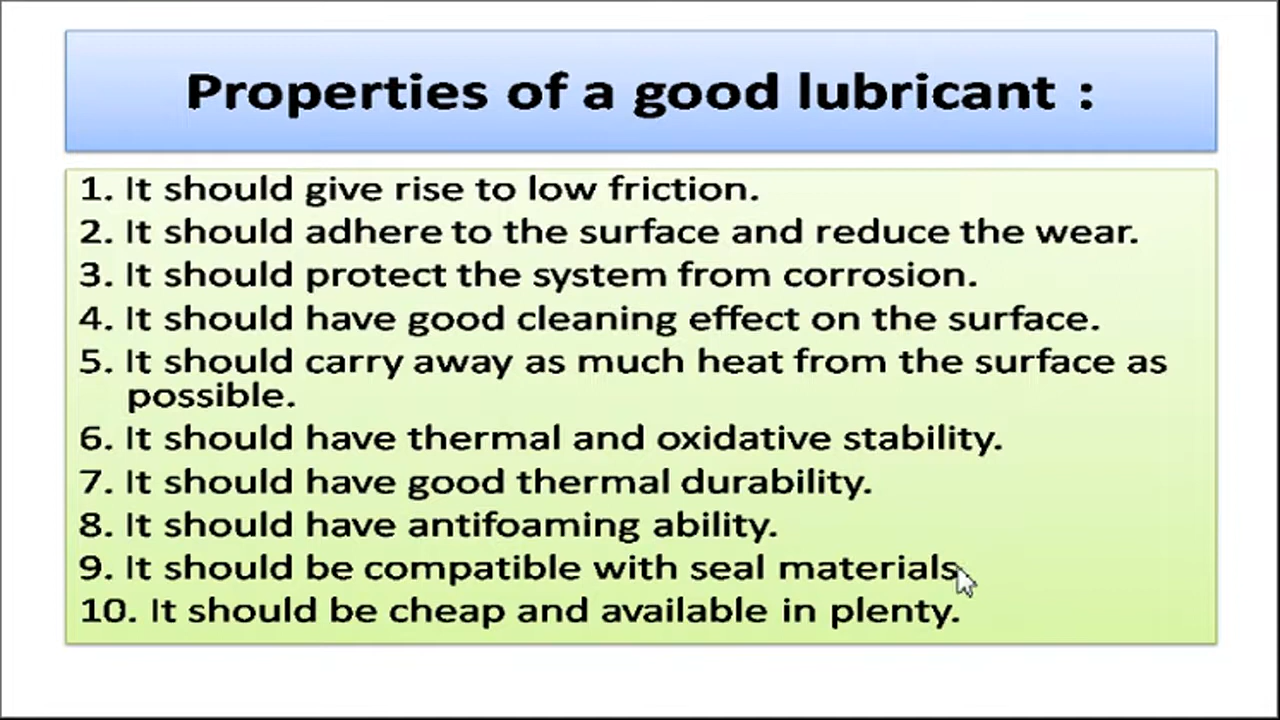 Properties of a good lubricant :
1. It should give rise to low friction.
2. It should adhere to the surface and reduce the wear.
3. It should protect the system from corrosion.
4. It should have good cleaning effect on the surface.
5. It should carry away as much heat from the surface as
possible.
6. It should have thermal and oxidative stability.
7. It should have good thermal durability.
8. It should have antifoaming ability.
9. It should be compatible with seal materials.
10. It should be cheap and available in plenty.